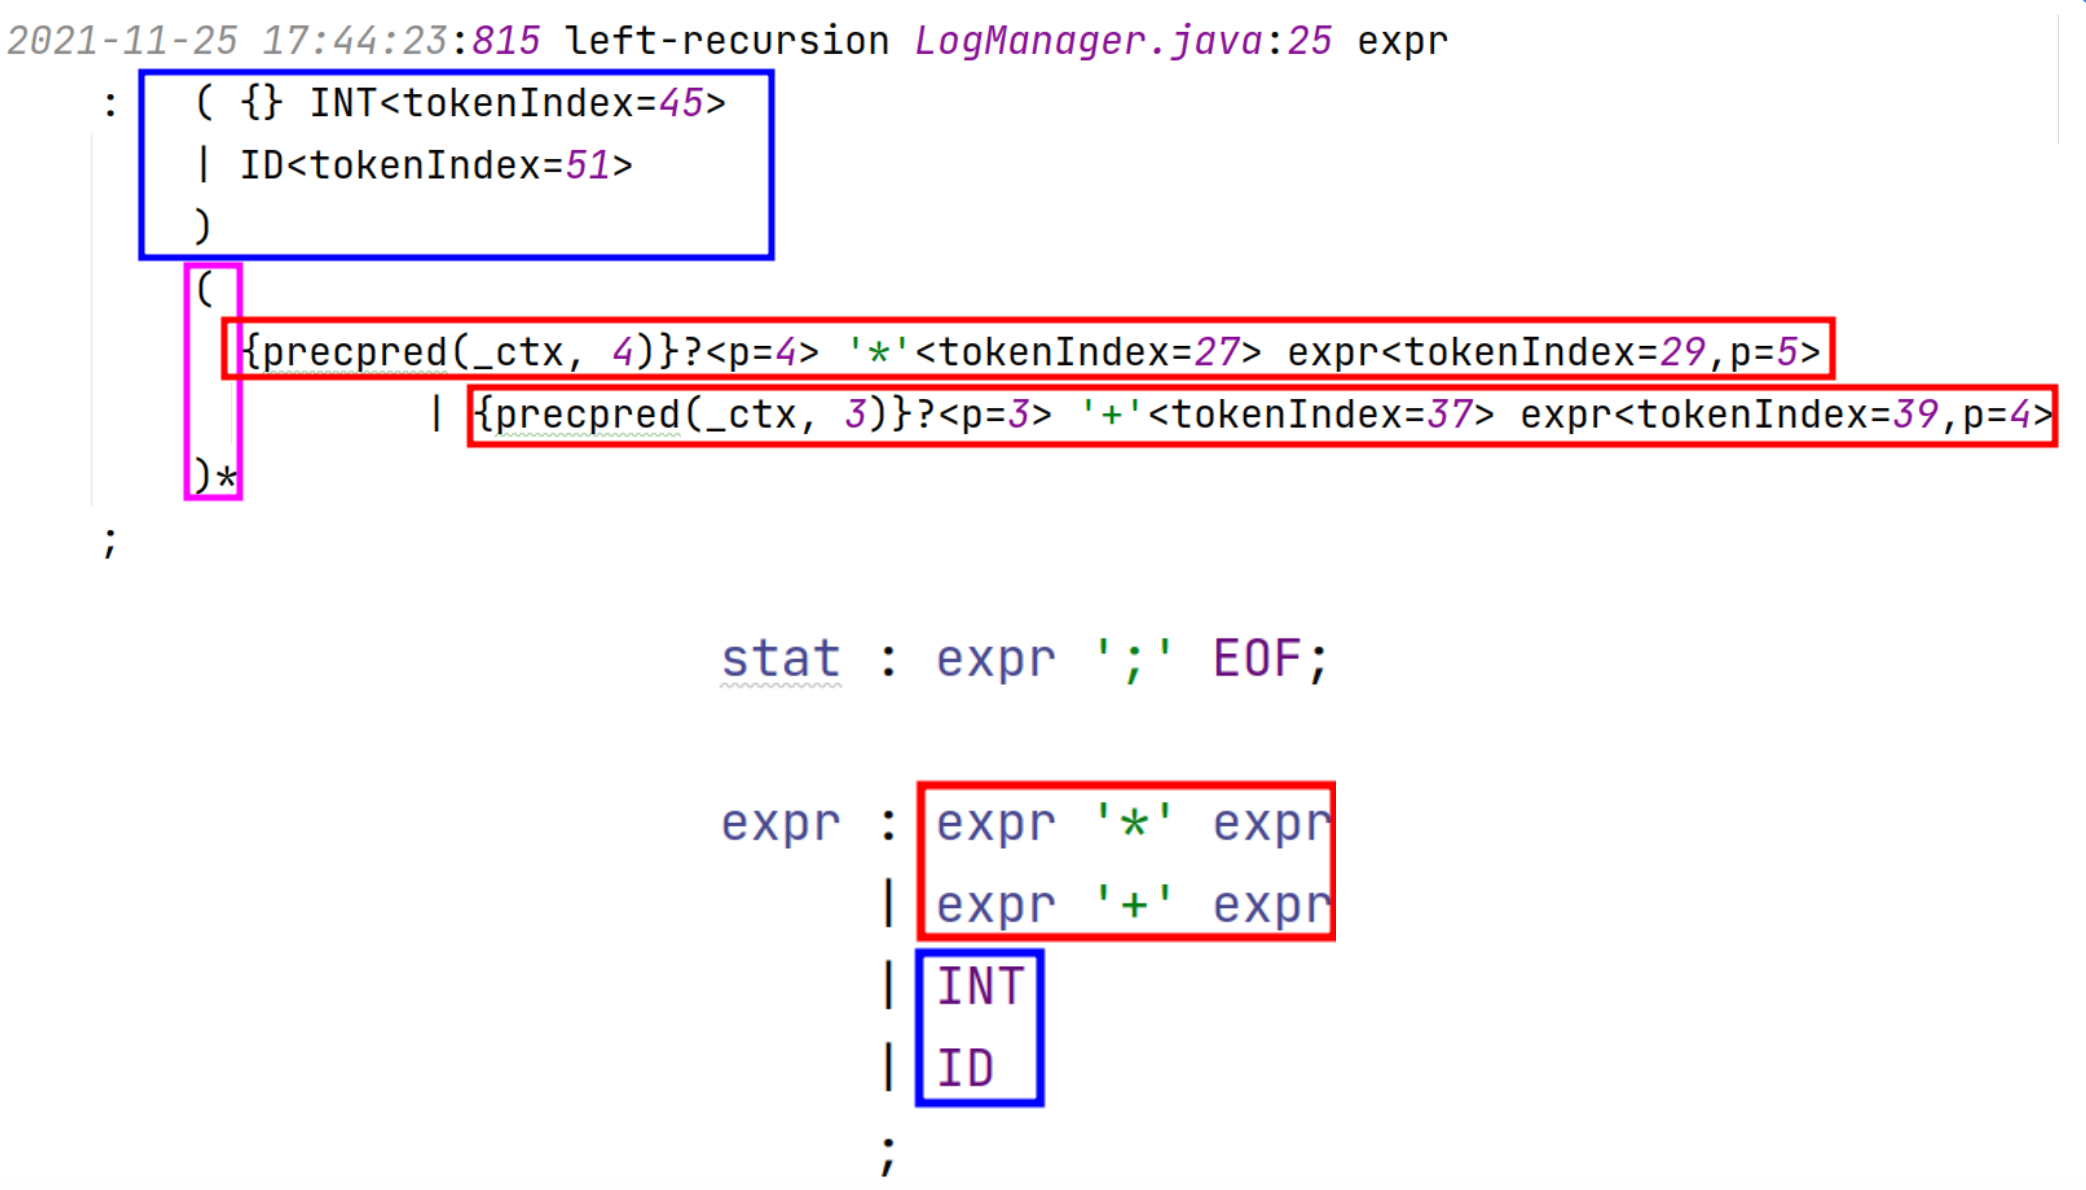 2021-11-25 17:44:23:815 left-recursion LogManager.java:25 expr
: ( {} INT<tokenIndex=45>
| ID<tokenIndex=51>
)
(
{precpred(_ctx, 4)}?<p=4> '*'<tokenIndex=27> expr<tokenIndex=29,p=5>
| {precpred(_ctx, 3)}?<p=3> '+'<tokenIndex=37> expr<tokenIndex=39,p=4>
)*
;
stat : expr ';' EOF;
expr : expr '*' expr
| expr '+' expr
| INT
| ID
;